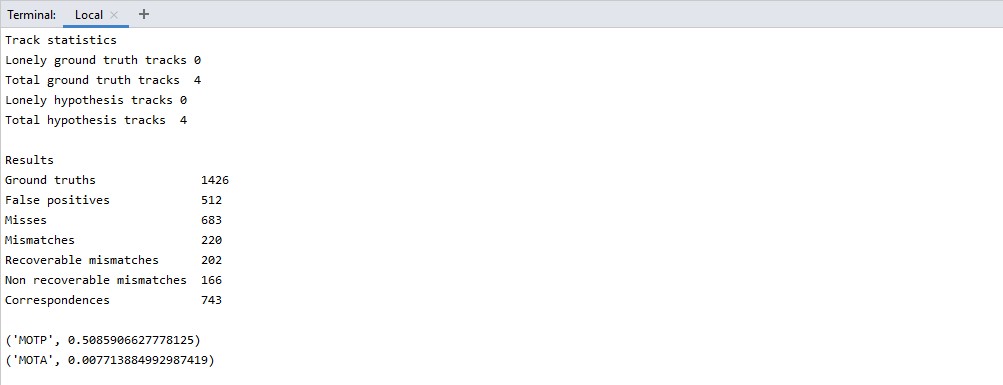 Terminal: Local × +
Track statistics
Lonely ground truth tracks 0
Total ground truth tracks  4
Lonely hypothesis tracks 0
Total hypothesis tracks  4
Results
Ground truths               1426
False positives             512
Misses                      683
Mismatches                  220
Recoverable mismatches      202
Non recoverable mismatches  166
Correspondences             743
('MOTP', 0.5085906627778125)
('MOTA', 0.007713884992987419)